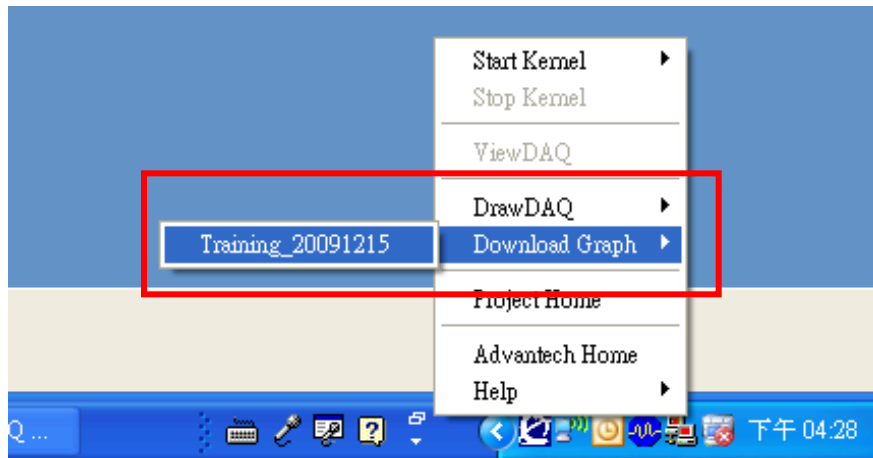 Start Kernel
Stop Kernel
ViewDAQ
DrawDAQ
Training_20091215
Download Graph
Project Home
Advantech Home
Help
Q ...
下午 04:28